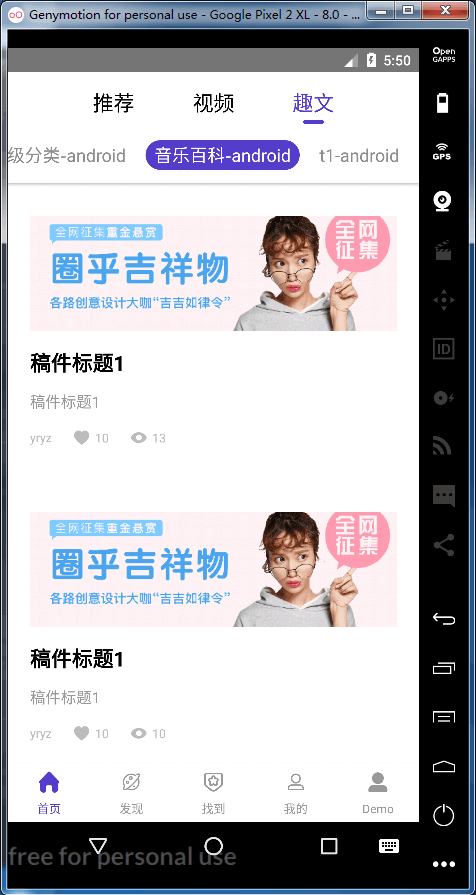 Genymotion for personal use - Google Pixel 2 XL - 8.0 - ...
Open
GAPPS
5:50
推荐 视频 趣文
级分类-android 音乐百科-android t1-android
GPS
全网征集重金悬赏
全网
征集
圈乎吉祥物
各路创意设计大咖“吉吉如律令”
ID
稿件标题1
稿件标题1
yryz 10 13
全网征集重金悬赏
全网
征集
圈乎吉祥物
各路创意设计大咖“吉吉如律令”
稿件标题1
稿件标题1
yryz 10 10
首页 发现 找到 我的 Demo
free for personal use